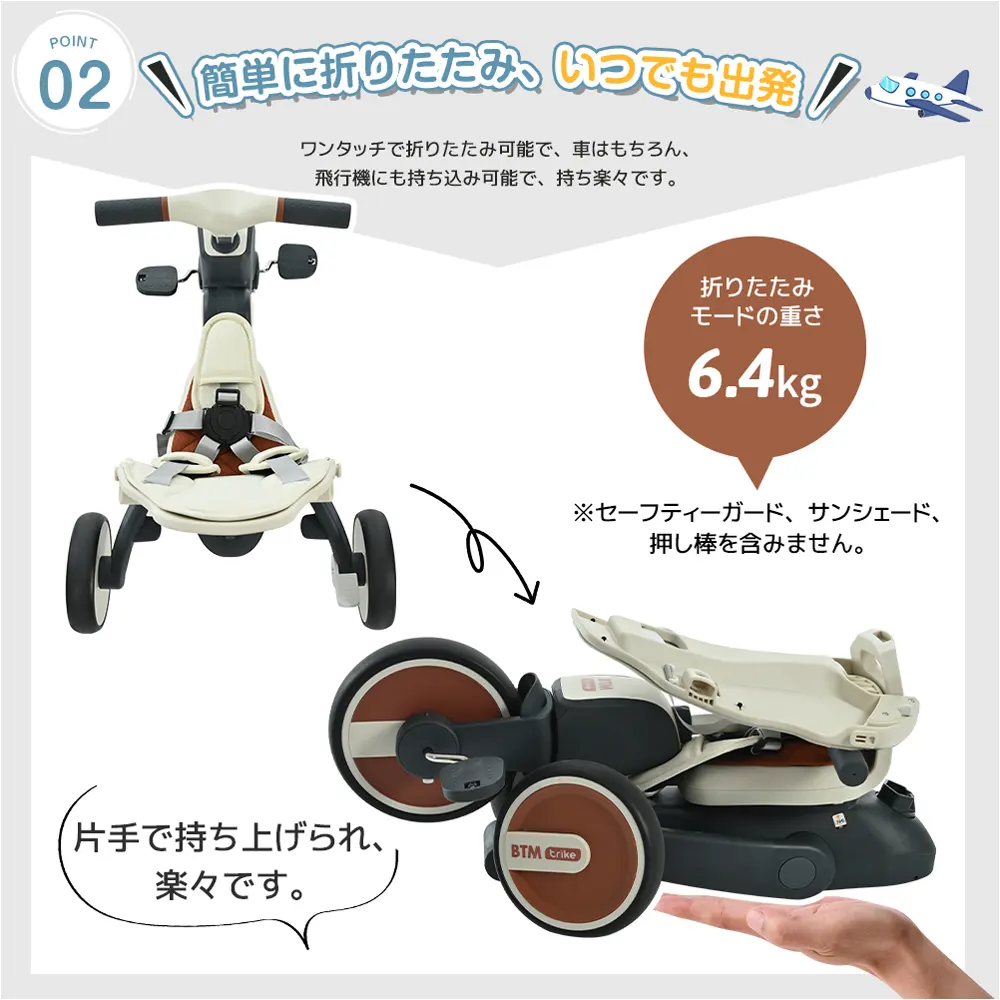 POINT
02
簡単に折りたたみ、いつでも出発
ワンタッチで折りたたみ可能で、車はもちろん、
飛行機にも持ち込み可能で、持ち楽々です。
折りたたみ
モードの重さ
6.4kg
※セーフティーガード、サンシェード、
押し棒を含みません。
片手で持ち上げられ、
楽々です。
BTM trike